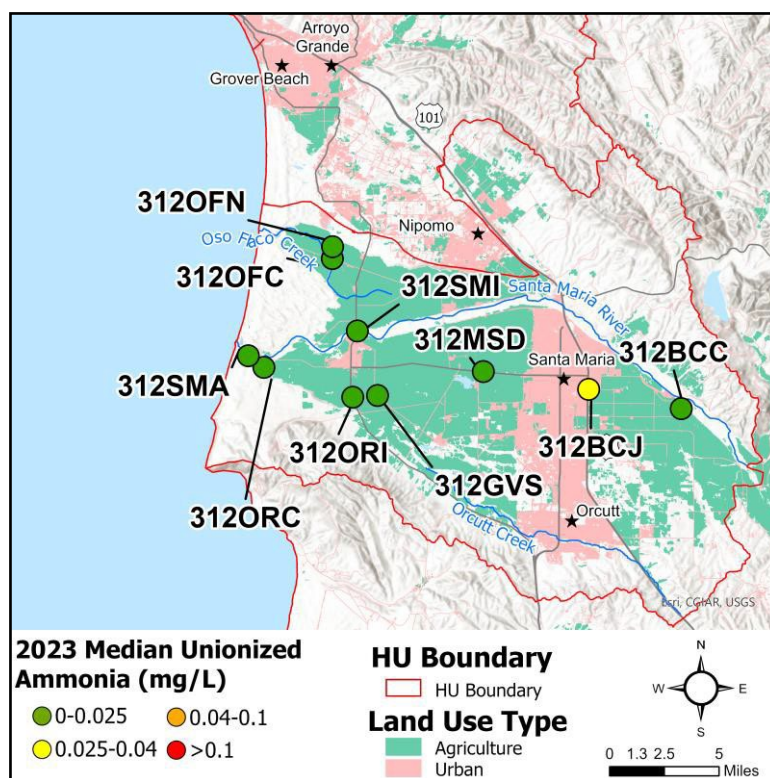 Arroyo
Grande
Grover Beach
101
312OFN
Nipomo
Oso Flaco Creek
312OFC
312SMI
Santa Maria River
312MSD
Santa Maria
312BCC
312SMA
312ORI
312BCJ
312GVS
312ORC
Orcutt
Orcutt Creek
Esri, CGIAR, USGS
2023 Median Unionized
Ammonia (mg/L)
0-0.025
0.04-0.1
0.025-0.04
>0.1
HU Boundary
HU Boundary
Land Use Type
Agriculture
Urban
N
W
E
S
0 1.3 2.5 5
Miles